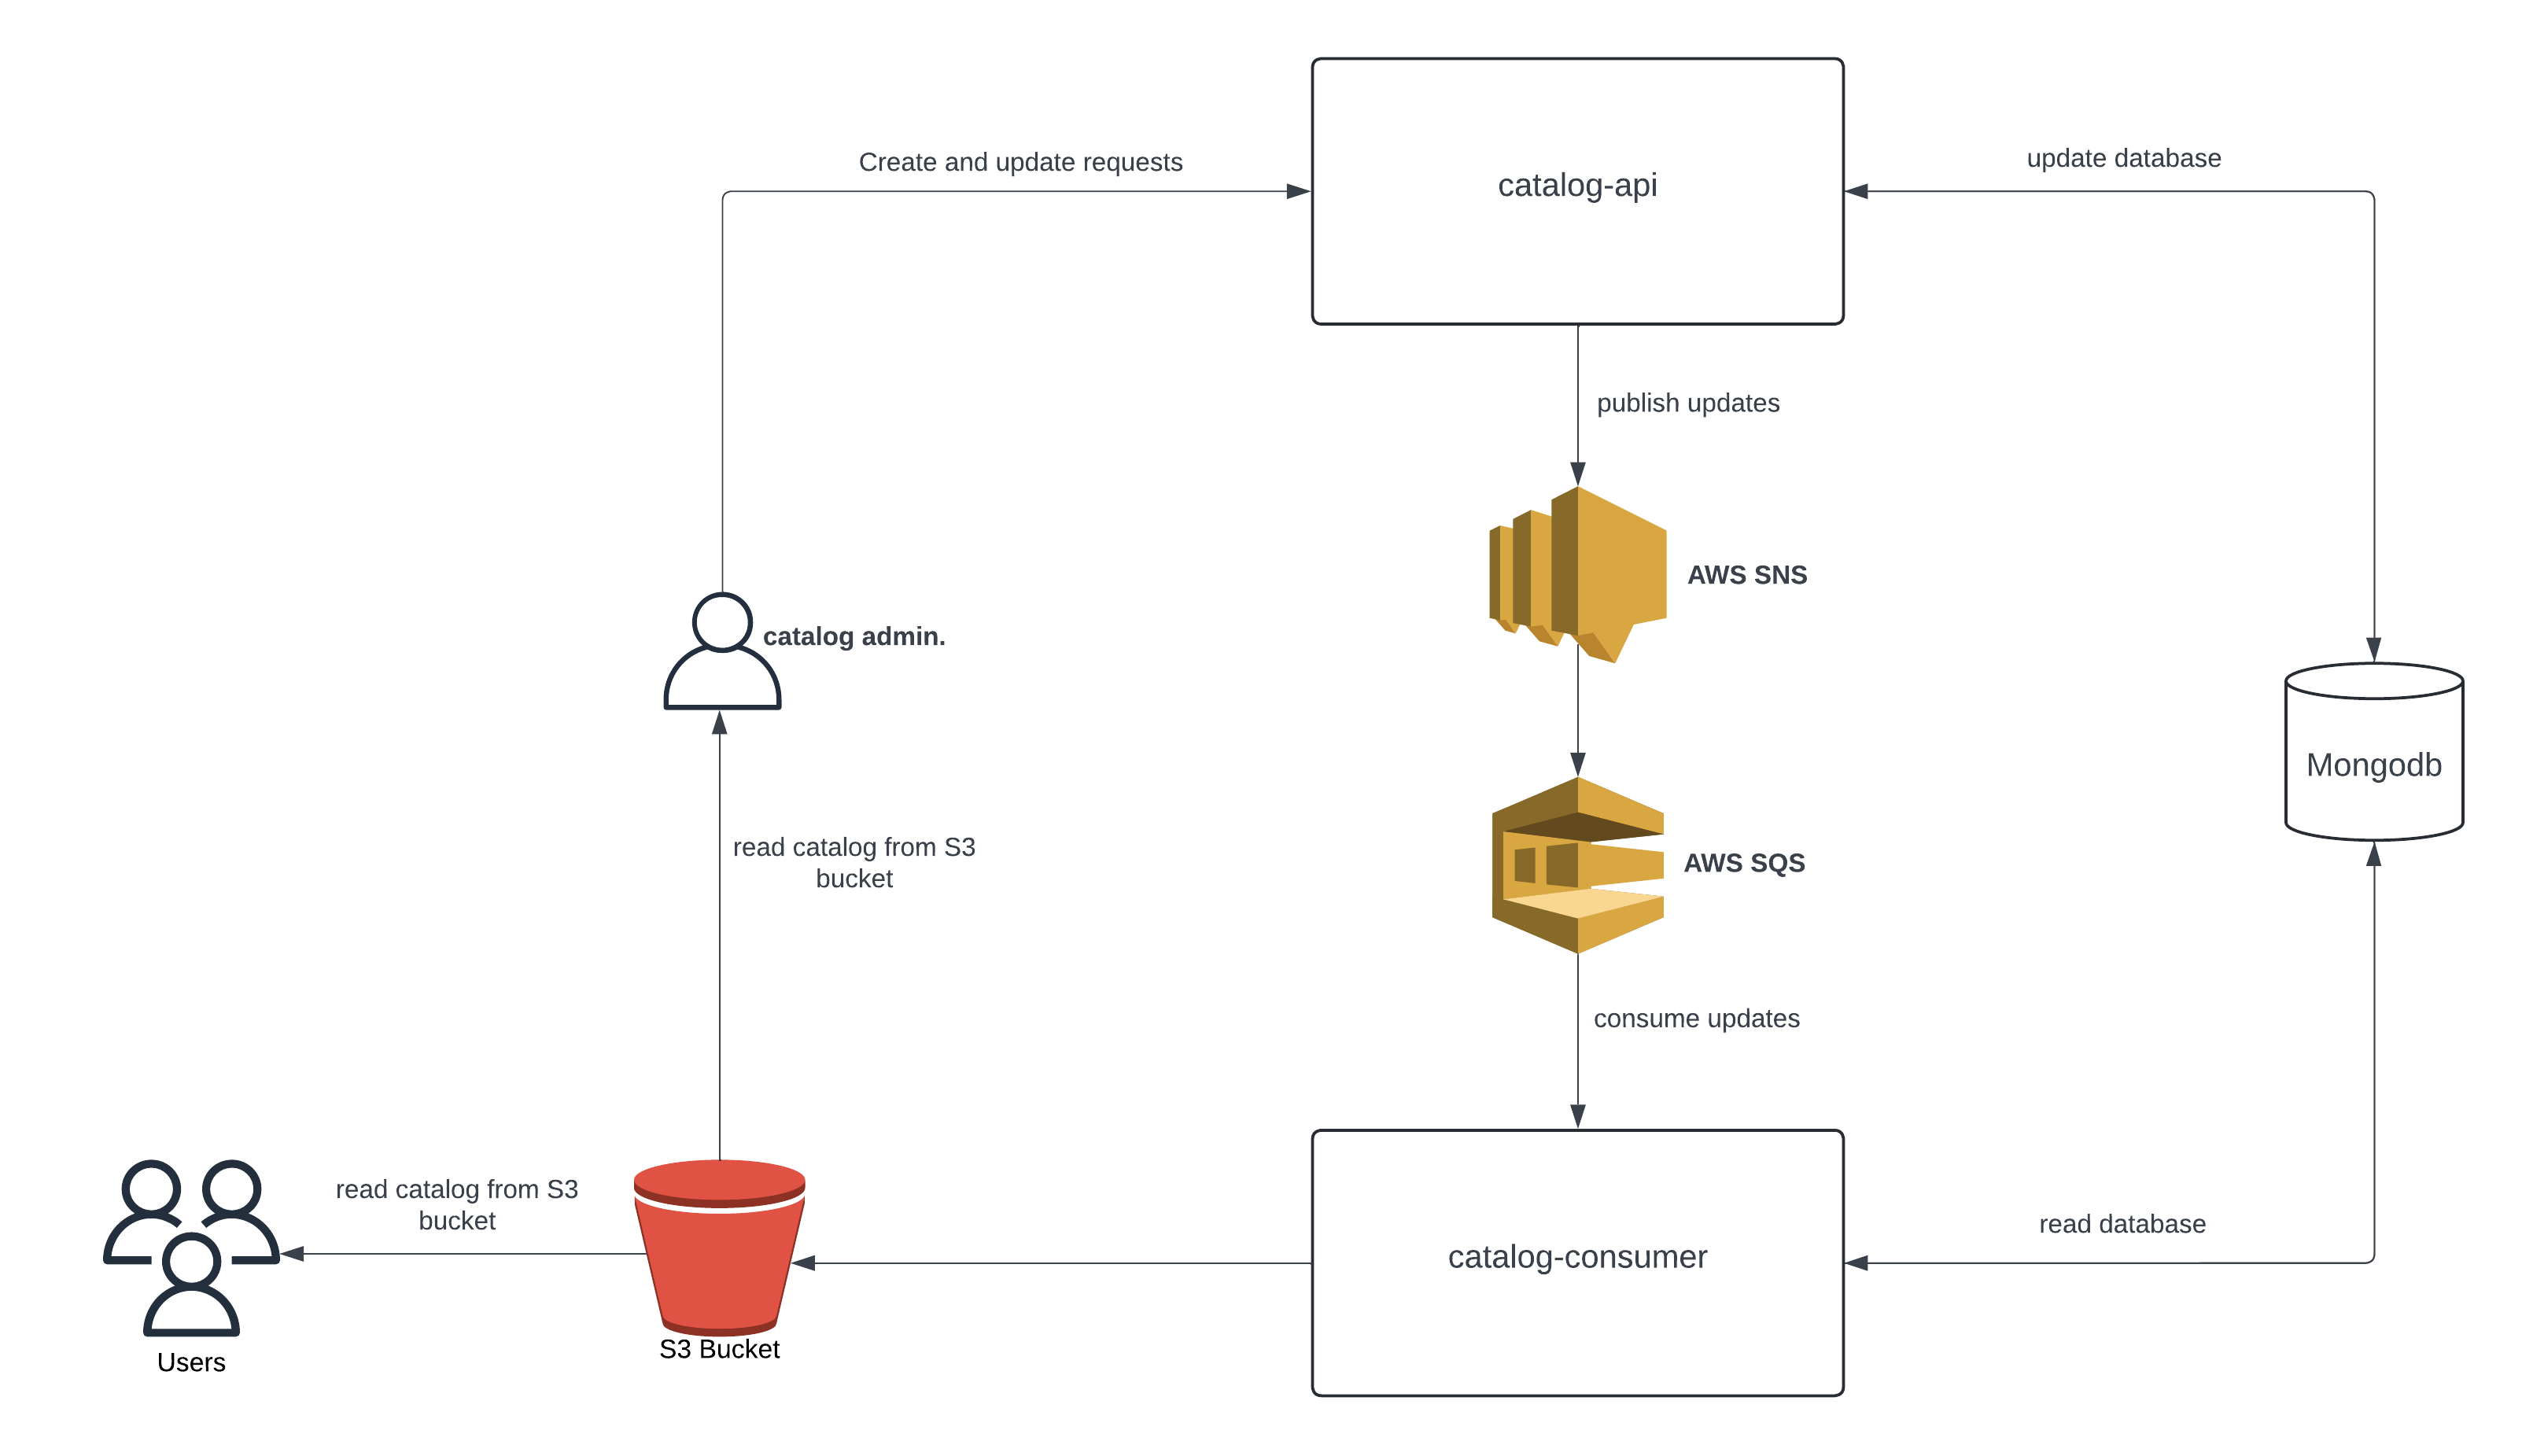 catalog-api
Create and update requests
update database
publish updates
AWS SNS
catalog admin.
Mongodb
read catalog from S3
bucket
AWS SQS
consume updates
read catalog from S3
bucket
read database
catalog-consumer
S3 Bucket
Users